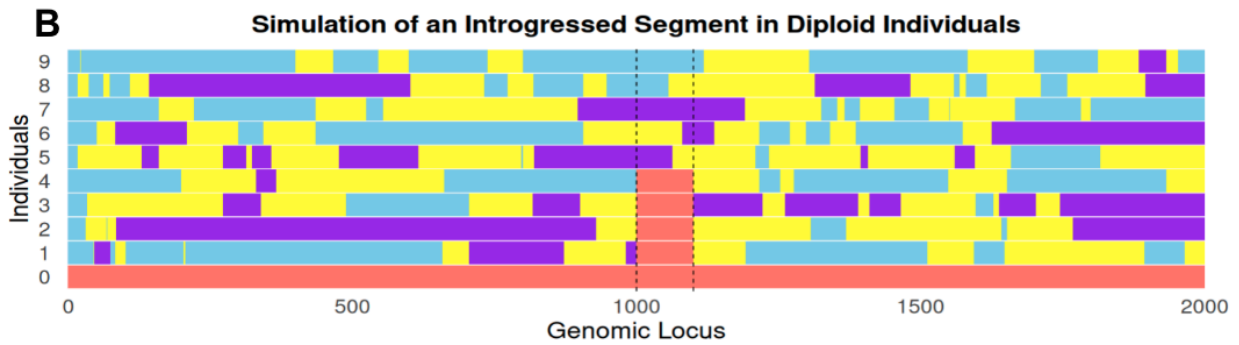 B
Simulation of an Introgressed Segment in Diploid Individuals
Individuals
9
8
7
6
5
4
3
2
1
0
0 500 1000 1500 2000
Genomic Locus